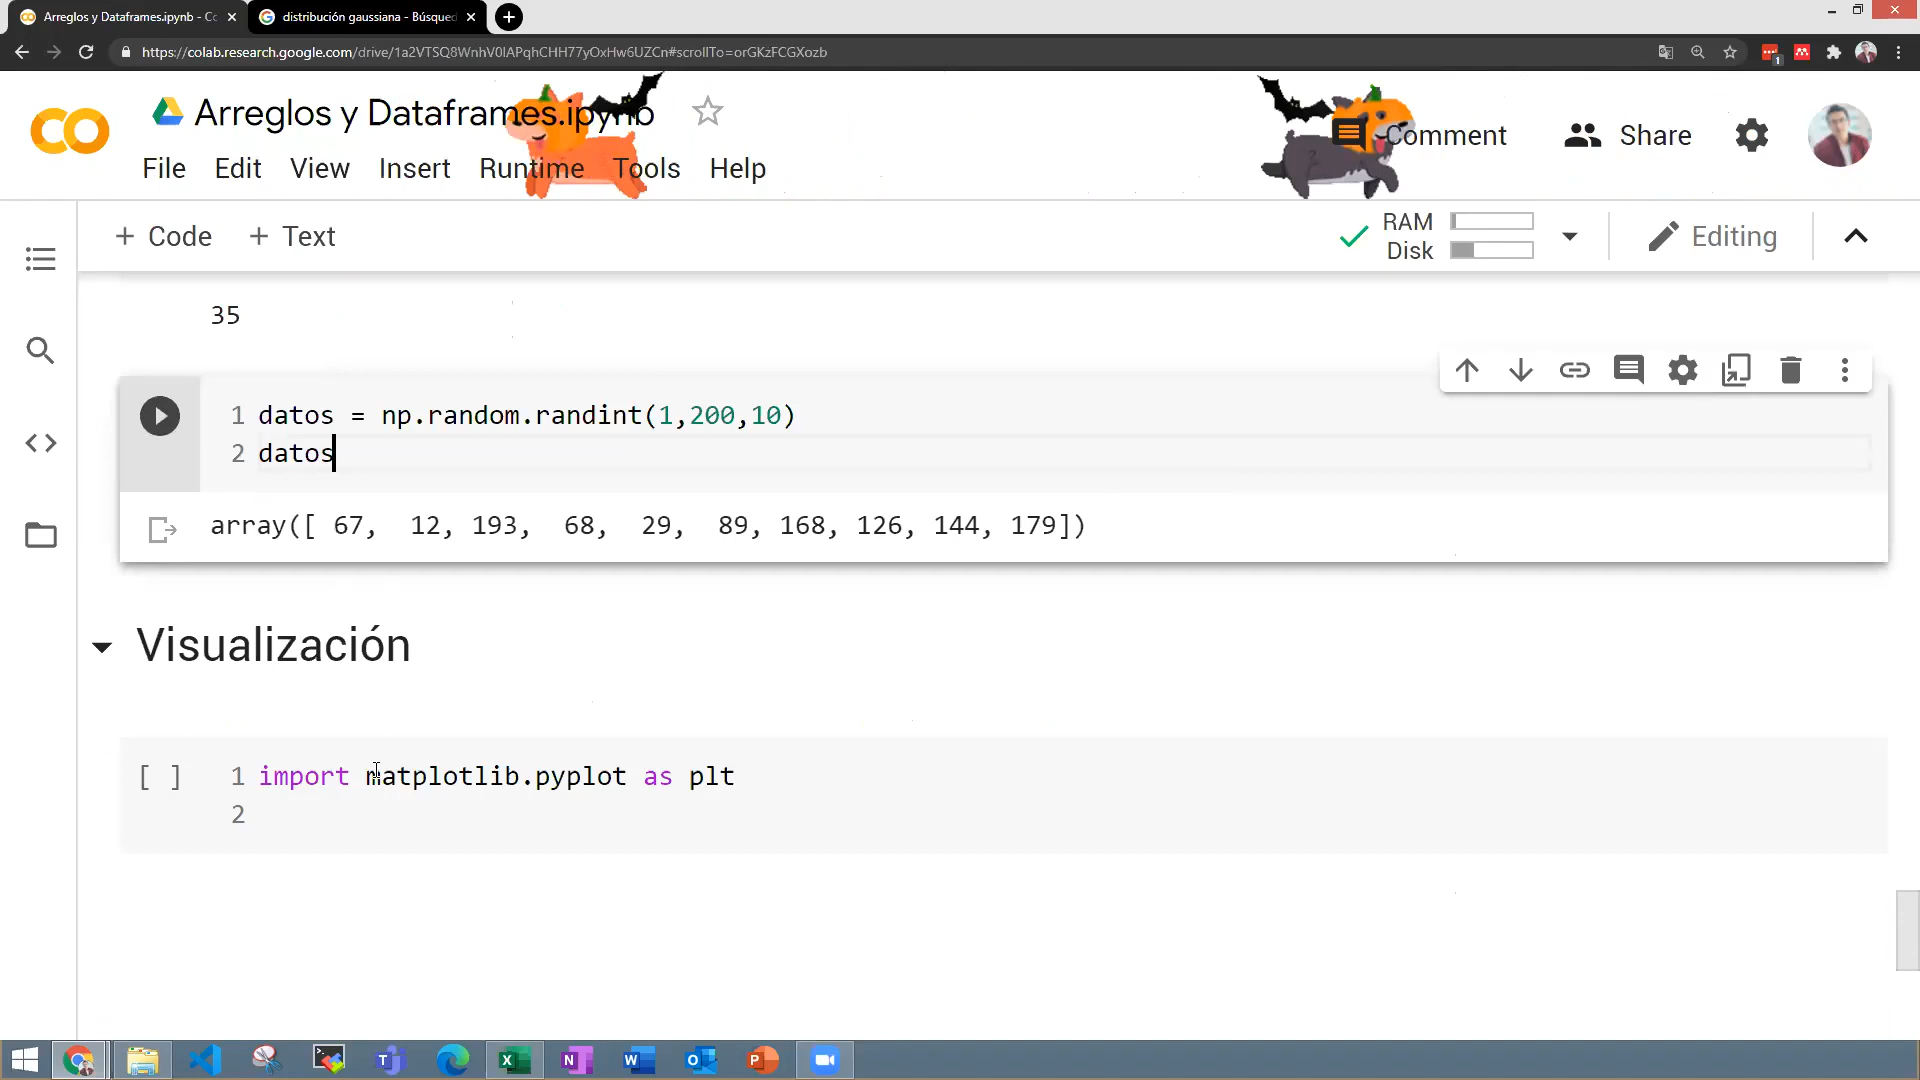 Arreglos y Dataframes.ipynb - Cc
distribución gaussiana - Búsqued
https://colab.research.google.com/drive/1a2VTSQ8WnhV0lAPqhCHH77yOxHw6UZCn#scrollTo=orGKzFCGXozb
Arreglos y Dataframes.ipynb
Comment
Share
File Edit View Insert Runtime Tools Help
+ Code + Text
RAM
Disk
Editing
35
1 datos = np.random.randint(1,200,10)
2 datos
array([ 67,  12, 193,  68,  29,  89, 168, 126, 144, 179])
Visualización
[ ] 1 import matplotlib.pyplot as plt
2